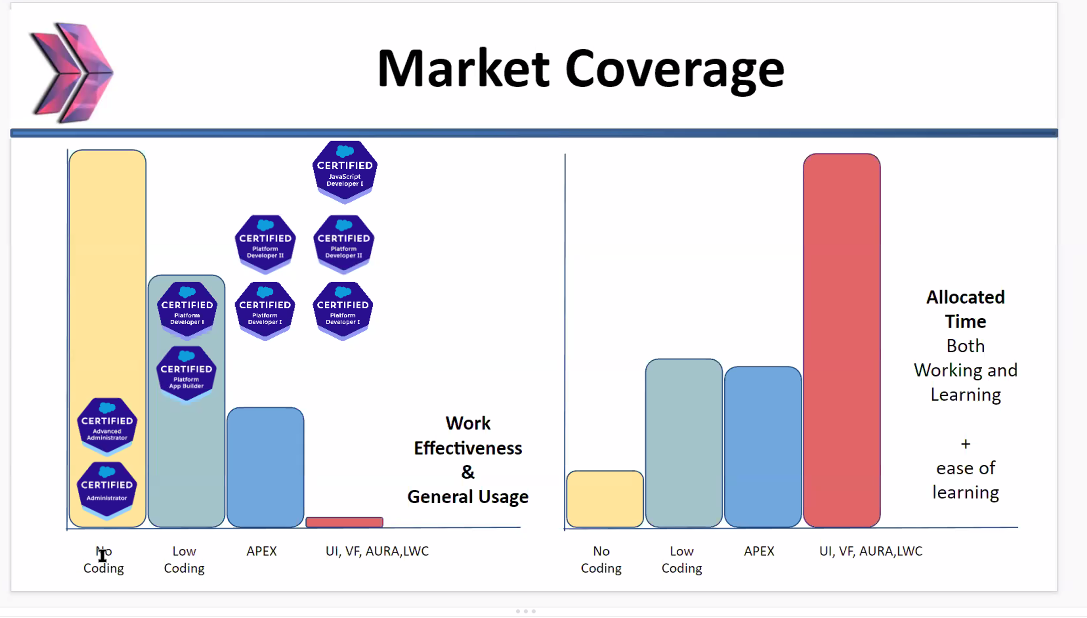 Market Coverage
CERTIFIED
JavaScript
Developer I
CERTIFIED
Platform
Developer II
CERTIFIED
Platform
Developer II
CERTIFIED
Platform
Developer I
CERTIFIED
Platform
Developer I
CERTIFIED
Platform
Developer I
CERTIFIED
Platform
App Builder
CERTIFIED
Advanced
Administrator
CERTIFIED
Administrator
Work
Effectiveness
&
General Usage
No
Coding
Low
Coding
APEX
UI, VF, AURA,LWC
Allocated
Time
Both
Working and
Learning
+
ease of
learning
No
Coding
Low
Coding
APEX
UI, VF, AURA,LWC